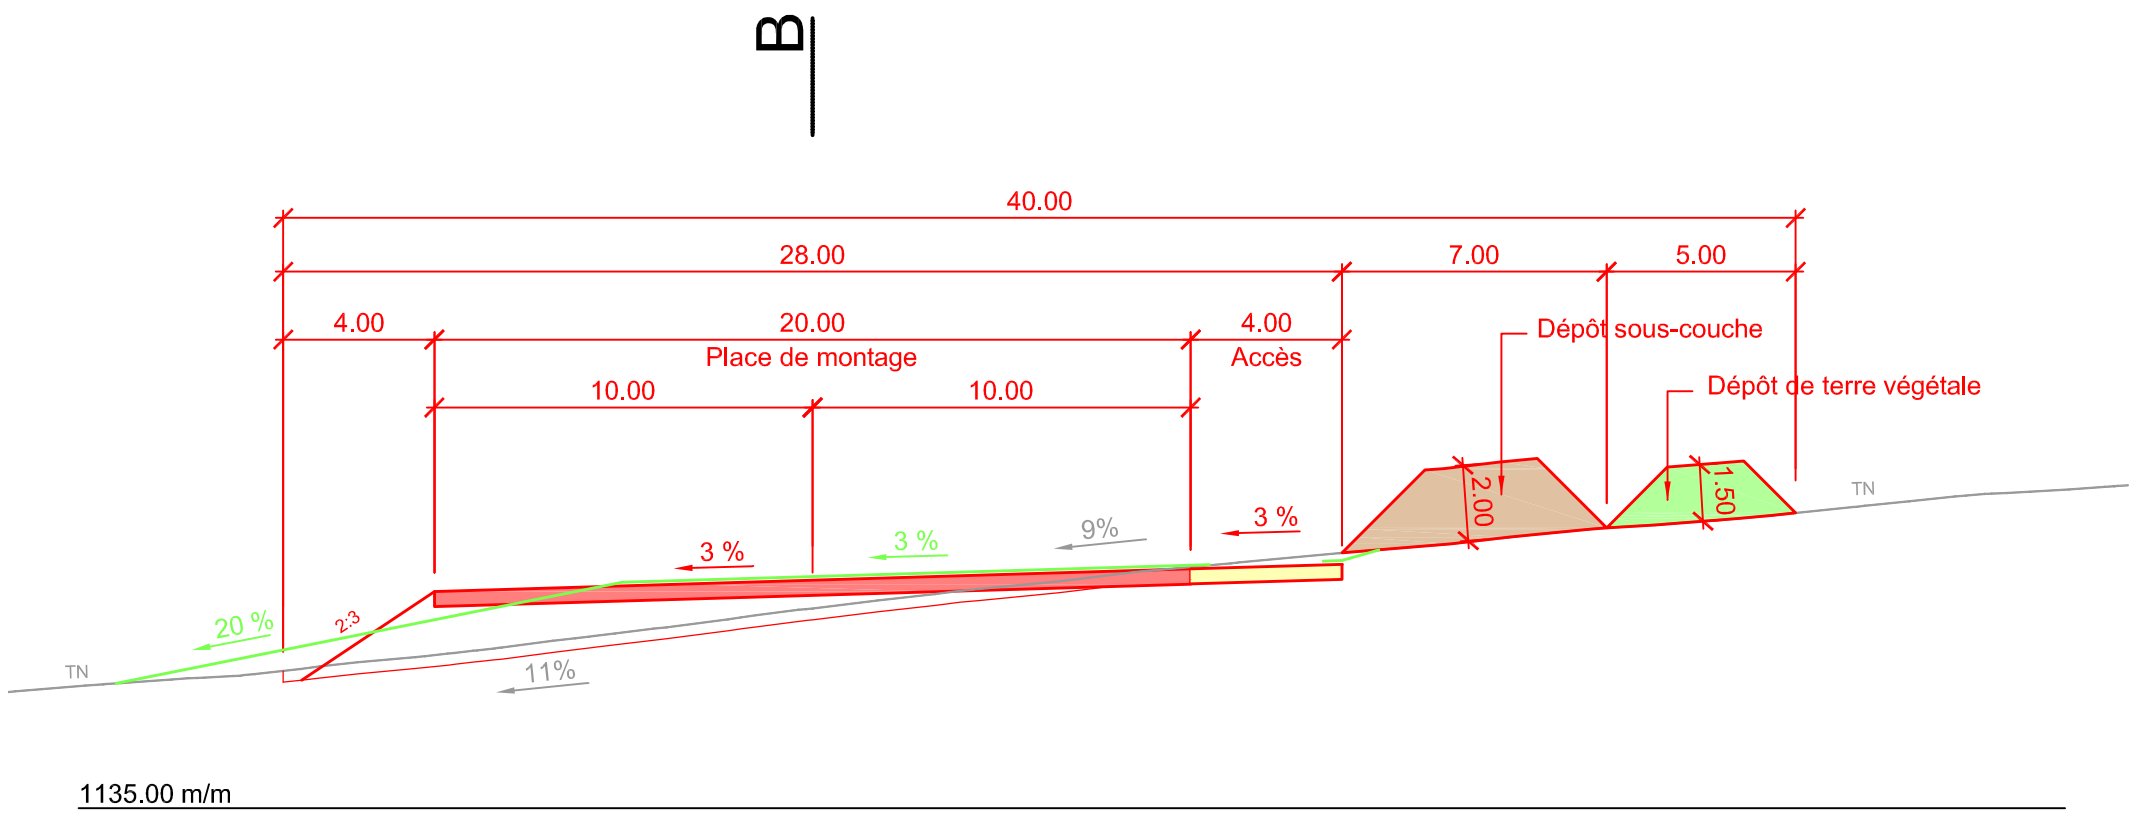 B
40.00
28.00
7.00
5.00
4.00
20.00
4.00
Dépôt sous-couche
Place de montage
Accès
10.00
10.00
Dépôt de terre végétale
2.00
1.50
TN
3 %
9%
3 %
3 %
20 %
2:3
TN
11%
1135.00 m/m